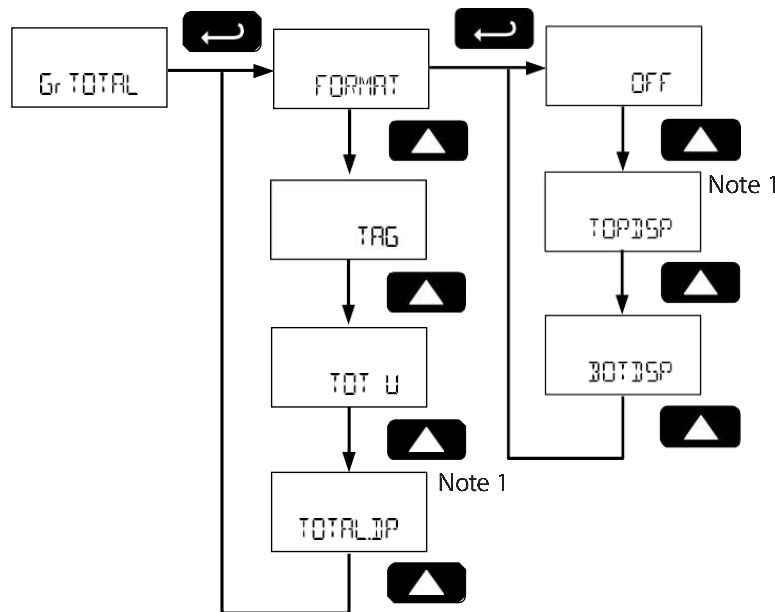 Gr TOTAL
FORMAT
OFF
Note 1
TAG
TOPDSP
TOT U
BOTDSP
Note 1
TOTAL.DP